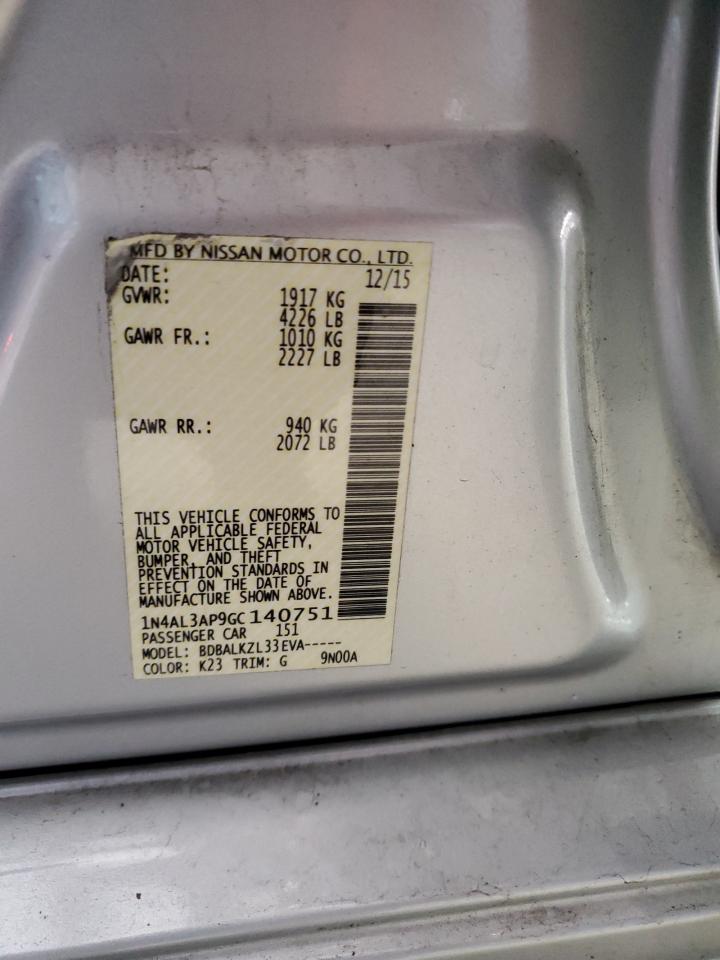 MFD BY NISSAN MOTOR CO., LTD.
DATE: 12/15
GVWR: 1917 KG
4226 LB
GAWR FR.: 1010 KG
2227 LB
GAWR RR.: 940 KG
2072 LB
THIS VEHICLE CONFORMS TO
ALL APPLICABLE FEDERAL
MOTOR VEHICLE SAFETY,
BUMPER, AND THEFT
PREVENTION STANDARDS IN
EFFECT ON THE DATE OF
MANUFACTURE SHOWN ABOVE.
1N4AL3AP9GC140751
PASSENGER CAR 151
MODEL: BDBALKZL33EVA-----
COLOR: K23 TRIM: G 9N00A